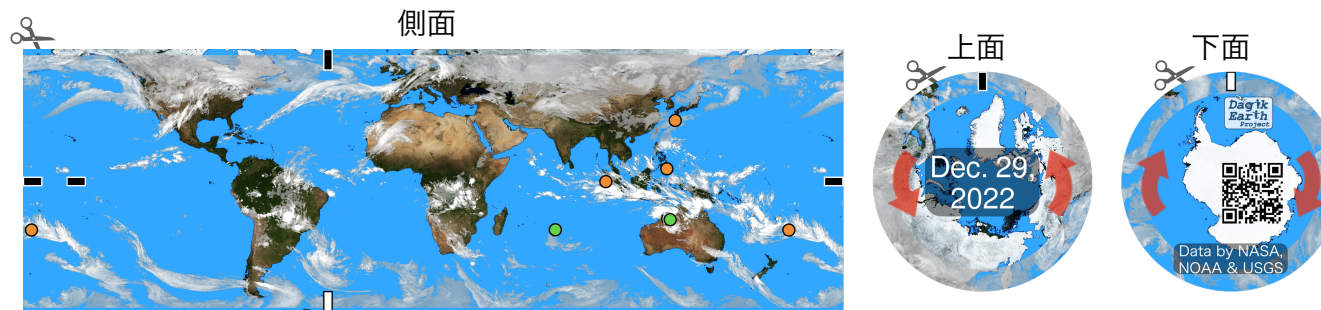 側面
上面
下面
Dec. 29,
2022
Dagik
Earth
Project
Data by NASA,
NOAA & USGS